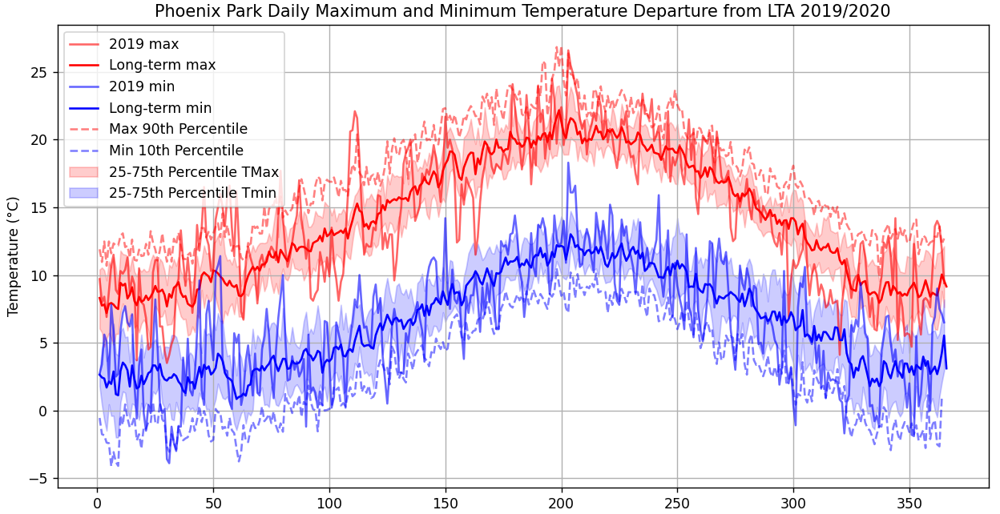 Phoenix Park Daily Maximum and Minimum Temperature Departure from LTA 2019/2020
2019 max
Long-term max
2019 min
Long-term min
Max 90th Percentile
Min 10th Percentile
25-75th Percentile TMax
25-75th Percentile Tmin
Temperature (°C)
25
20
15
10
5
0
−5
0 50 100 150 200 250 300 350